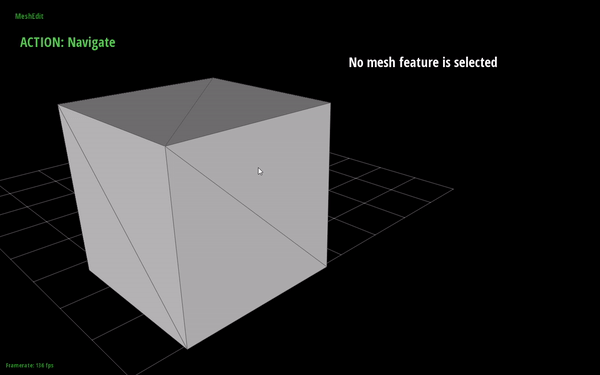 MeshEdit
ACTION: Navigate
No mesh feature is selected
Framerate: 136 fps